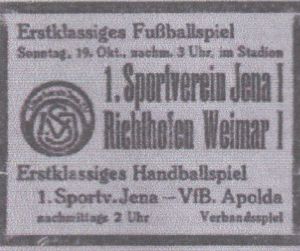 Erstklassiges Fußballspiel
Sonntag, 19. Okt., nachm. 3 Uhr, im Stadion
1. Sportverein Jena I
Richthofen Weimar I
Erstklassiges Handballspiel
1. Sportv. Jena — VfB. Apolda
nachmittags 2 Uhr Verbandsspiel